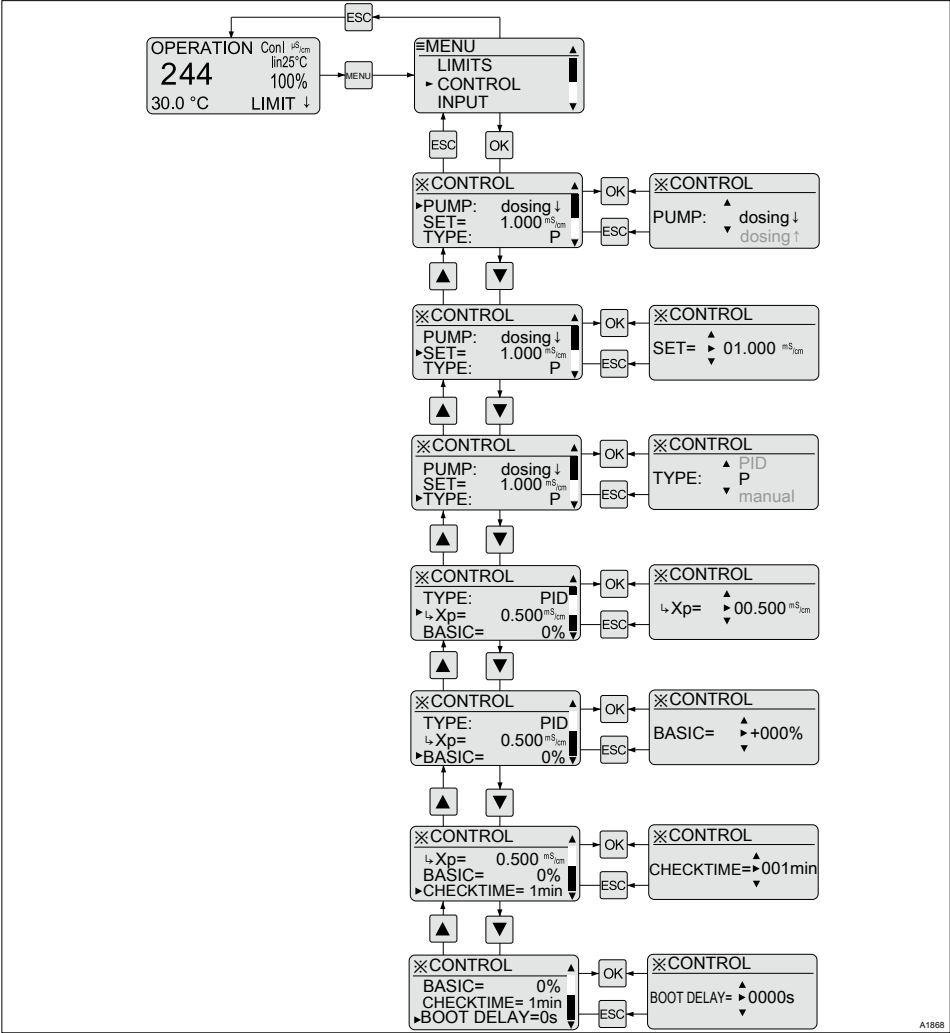 ESC
OPERATION Conl µS/cm
lin25°C
244 100%
30.0 °C LIMIT ↓
MENU
≡MENU ▲
LIMITS
► CONTROL
INPUT ▼
ESC OK
※CONTROL ▲
►PUMP: dosing↓
SET= 1.000 mS/cm
TYPE: P ▼
OK
ESC
※CONTROL
▲
PUMP: dosing↓
▼ dosing↑
▲ ▼
※CONTROL ▲
PUMP: dosing↓
►SET= 1.000 mS/cm
TYPE: P ▼
OK
ESC
※CONTROL
▲
SET= ► 01.000 mS/cm
▼
▲ ▼
※CONTROL ▲
PUMP: dosing↓
SET= 1.000 mS/cm
►TYPE: P ▼
OK
ESC
※CONTROL
▲ PID
TYPE: P
▼ manual
▲ ▼
※CONTROL ▲
TYPE: PID
►↳Xp= 0.500 mS/cm
BASIC= 0% ▼
OK
ESC
※CONTROL
▲
↳Xp= ►00.500 mS/cm
▼
▲ ▼
※CONTROL ▲
TYPE: PID
↳Xp= 0.500 mS/cm
►BASIC= 0% ▼
OK
ESC
※CONTROL
▲
BASIC= ►+000%
▼
▲ ▼
※CONTROL ▲
↳Xp= 0.500 mS/cm
BASIC= 0%
►CHECKTIME= 1min ▼
OK
ESC
※CONTROL
▲
CHECKTIME=►001min
▼
▲ ▼
※CONTROL ▲
BASIC= 0%
CHECKTIME= 1min
►BOOT DELAY=0s ▼
OK
ESC
※CONTROL
▲
BOOT DELAY= ►0000s
▼
A1868